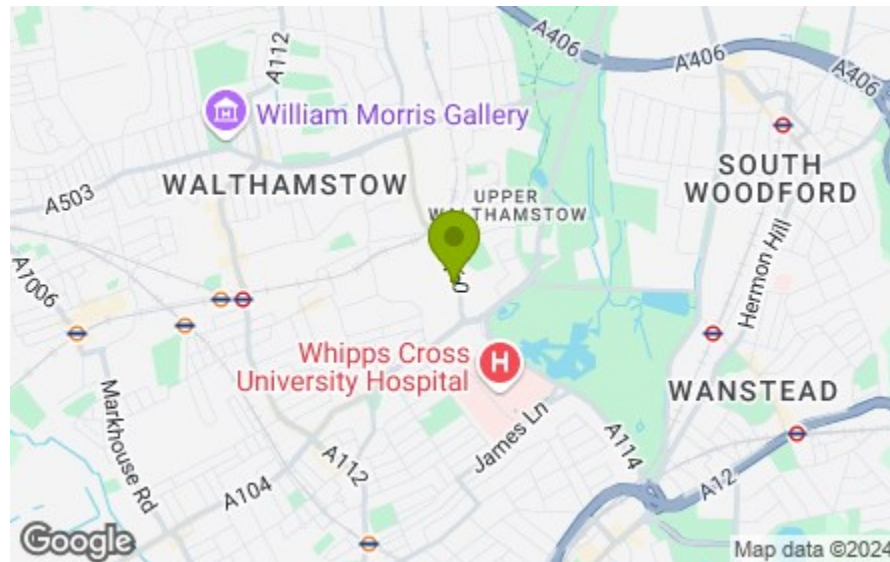 A406
A112
A406
A406
William Morris Gallery
SOUTH
WOODFORD
WALTHAMSTOW
A503
UPPER
WALTHAMSTOW
Hermon Hill
A1006
Whipps Cross
University Hospital
H
WANSTEAD
Markhouse Rd
James Ln
A114
A112
A104
A12
Google
Map data ©2024